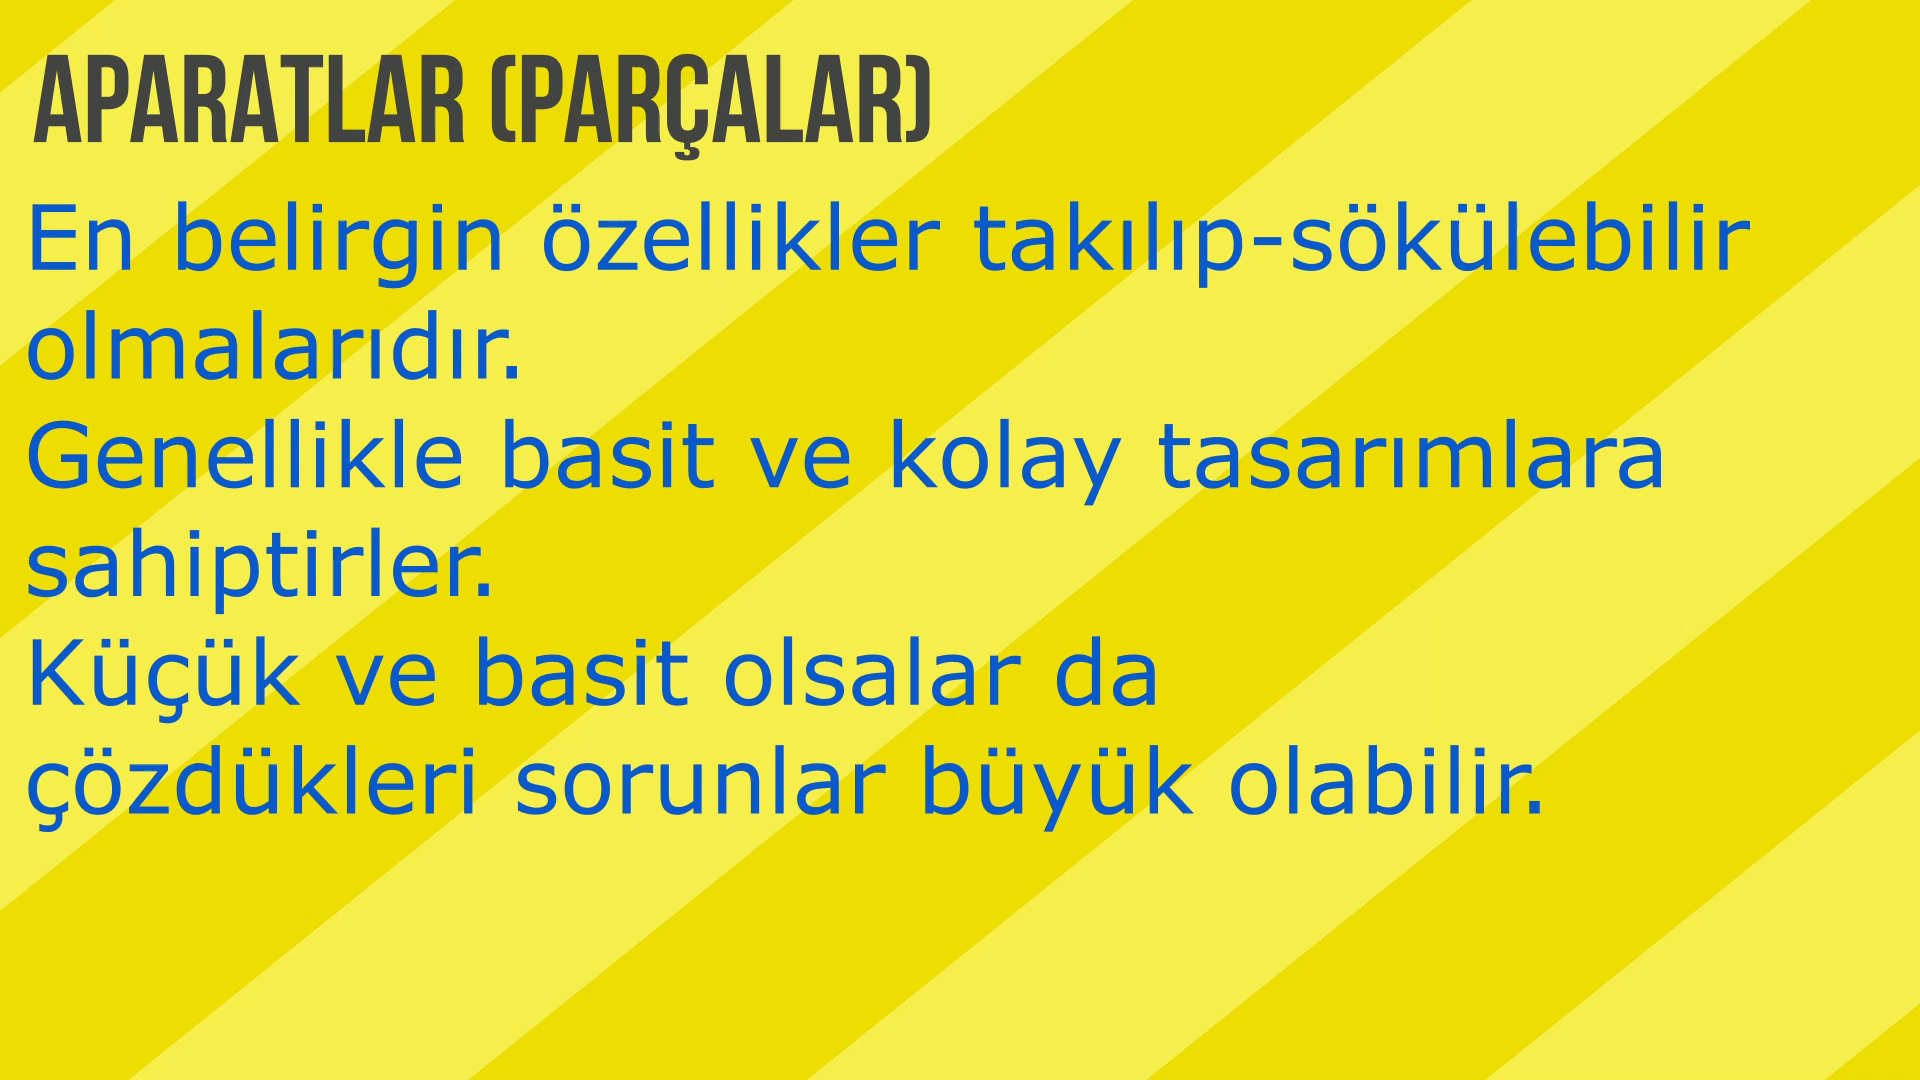 APARATLAR (PARÇALAR)
En belirgin özellikler takılıp-sökülebilir
olmalarıdır.
Genellikle basit ve kolay tasarımlara
sahiptirler.
Küçük ve basit olsalar da
çözdükleri sorunlar büyük olabilir.